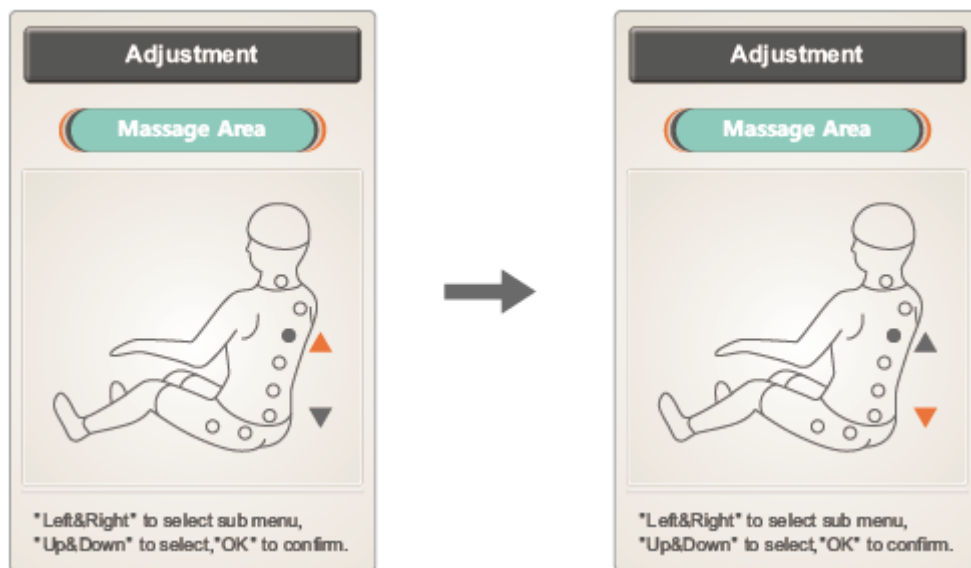 Adjustment
Massage Area
"Left&Right" to select sub menu,
"Up&Down" to select,"OK" to confirm.
Adjustment
Massage Area
"Left&Right" to select sub menu,
"Up&Down" to select,"OK" to confirm.